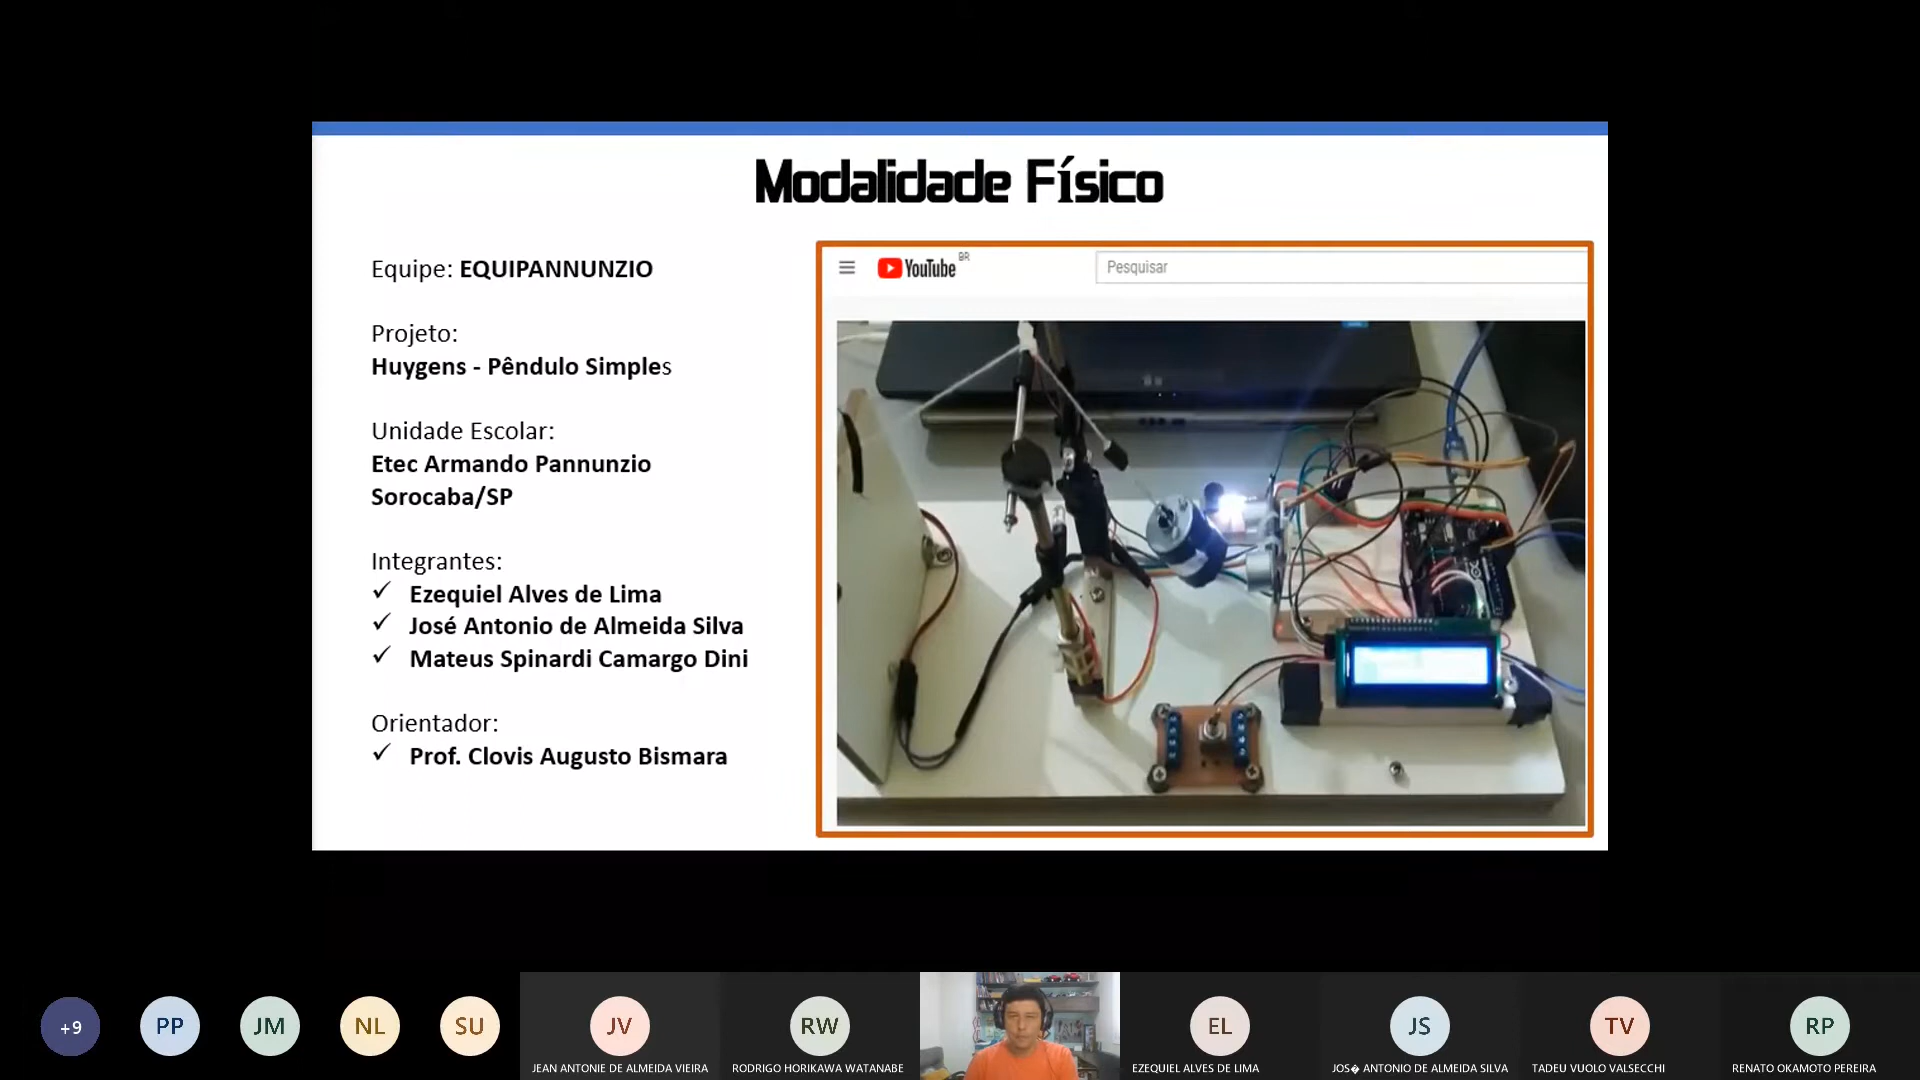 Modalidade Físico
Equipe: EQUIPANNUNZIO
Projeto:
Huygens - Pêndulo Simples
Unidade Escolar:
Etec Armando Pannunzio
Sorocaba/SP
Integrantes:
✓ Ezequiel Alves de Lima
✓ José Antonio de Almeida Silva
✓ Mateus Spinardi Camargo Dini
Orientador:
✓ Prof. Clovis Augusto Bismara
YouTube BR
Pesquisar
+9
PP
JM
NL
SU
JV
JEAN ANTONIE DE ALMEIDA VIEIRA
RW
RODRIGO HORIKAWA WATANABE
EL
EZEQUIEL ALVES DE LIMA
JS
JOS� ANTONIO DE ALMEIDA SILVA
TV
TADEU VUOLO VALSECCHI
RP
RENATO OKAMOTO PEREIRA